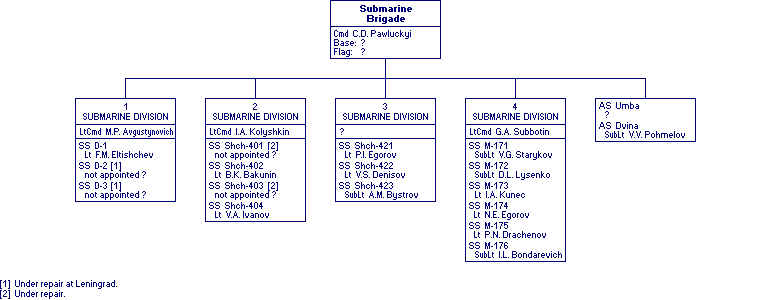 Submarine
Brigade
Cmd C.D. Pawluckyi
Base: ?
Flag: ?
1
SUBMARINE DIVISION
LtCmd M.P. Avgustynovich
SS D-1
Lt F.M. Eltishchev
SS D-2 [1]
not appointed ?
SS D-3 [1]
not appointed ?
2
SUBMARINE DIVISION
LtCmd I.A. Kolyshkin
SS Shch-401 [2]
not appointed ?
SS Shch-402
Lt B.K. Bakunin
SS Shch-403 [2]
not appointed ?
SS Shch-404
Lt V.A. Ivanov
3
SUBMARINE DIVISION
?
SS Shch-421
Lt P.I. Egorov
SS Shch-422
Lt V.S. Denisov
SS Shch-423
SubLt A.M. Bystrov
4
SUBMARINE DIVISION
LtCmd G.A. Subbotin
SS M-171
SubLt V.G. Starykov
SS M-172
SubLt D.L. Lysenko
SS M-173
Lt I.A. Kunec
SS M-174
Lt N.E. Egorov
SS M-175
Lt P.N. Drachenov
SS M-176
SubLt I.L. Bondarevich
AS Umba
?
AS Dvina
SubLt V.V. Pohmelov
[1] Under repair at Leningrad.
[2] Under repair.